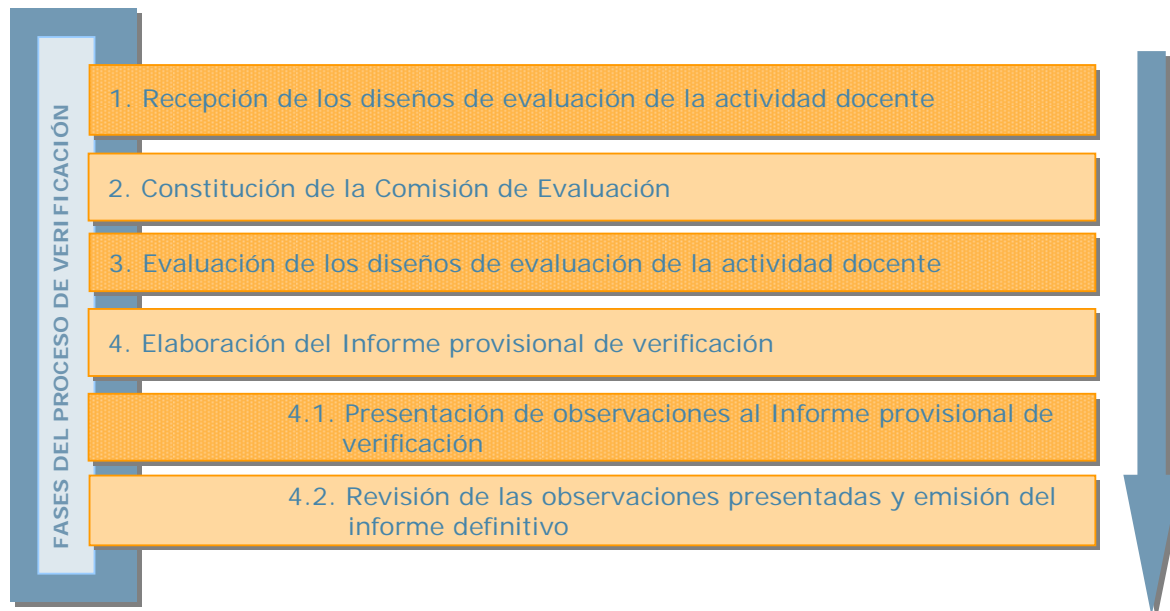 FASES DEL PROCESO DE VERIFICACIÓN
1. Recepción de los diseños de evaluación de la actividad docente
2. Constitución de la Comisión de Evaluación
3. Evaluación de los diseños de evaluación de la actividad docente
4. Elaboración del Informe provisional de verificación
4.1. Presentación de observaciones al Informe provisional de
verificación
4.2. Revisión de las observaciones presentadas y emisión del
informe definitivo